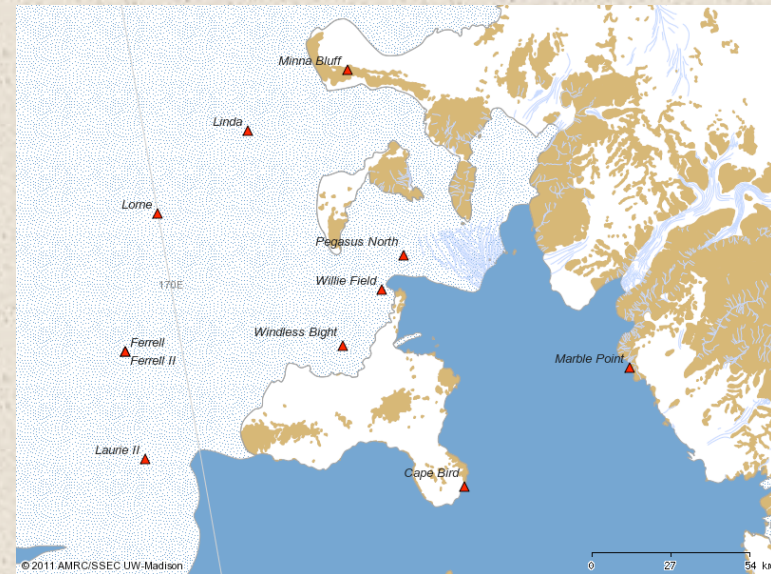 Minna Bluff
Linda
Lorne
Pegasus North
Willie Field
170E
Windless Bight
Ferrell
Ferrell II
Marble Point
Laurie II
Cape Bird
© 2011 AMRC/SSEC UW-Madison
0 27 54 km